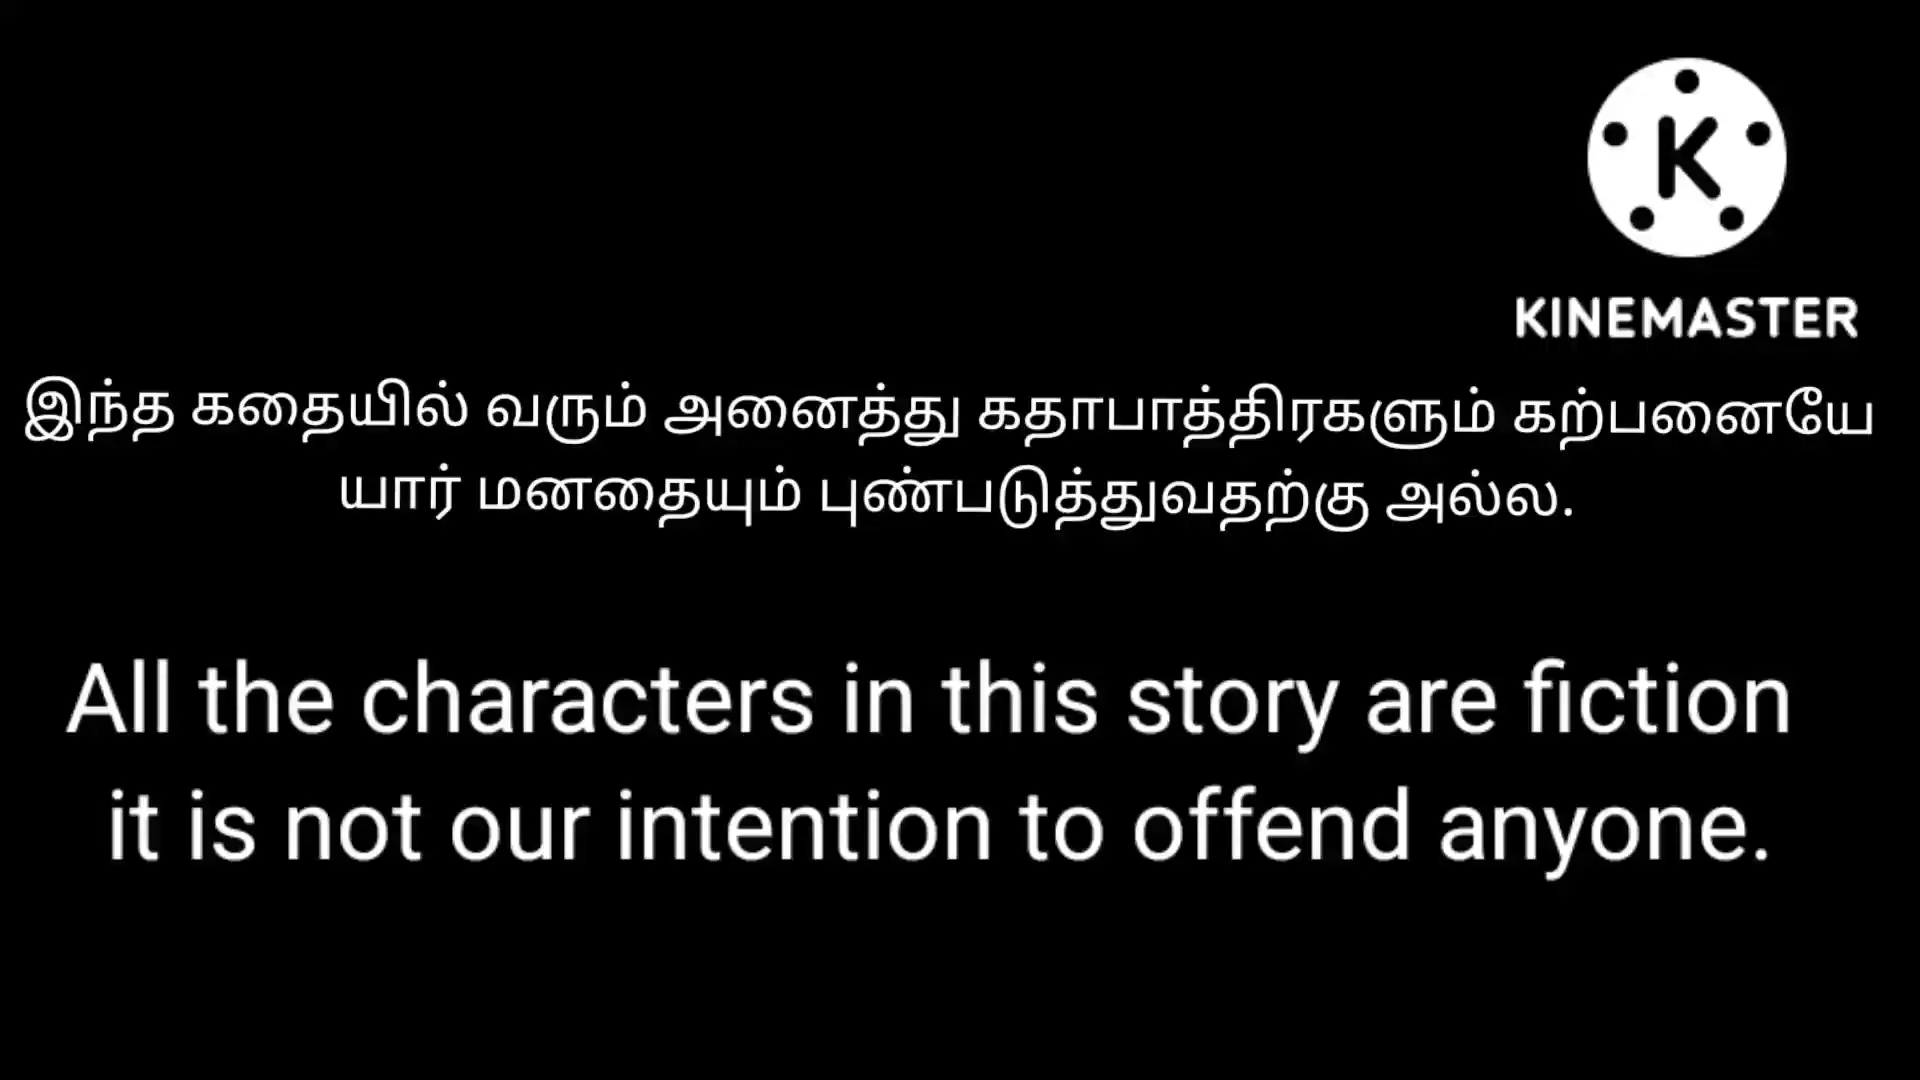 KINEMASTER
இந்த கதையில் வரும் அனைத்து கதாபாத்திரகளும் கற்பனையே
யார் மனதையும் புண்படுத்துவதற்கு அல்ல.
All the characters in this story are fiction
it is not our intention to offend anyone.